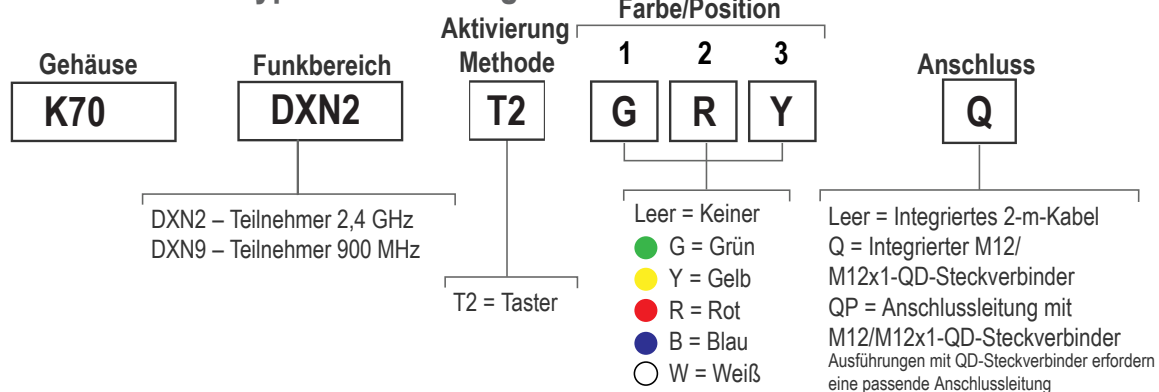 Farbe/Position
Aktivierung
Methode
1 2 3
Gehäuse
Funkbereich
Anschluss
K70
DXN2
T2
G
R
Y
Q
DXN2 – Teilnehmer 2,4 GHz
DXN9 – Teilnehmer 900 MHz
T2 = Taster
Leer = Keiner
G = Grün
Y = Gelb
R = Rot
B = Blau
W = Weiß
Leer = Integriertes 2-m-Kabel
Q = Integrierter M12/
M12x1-QD-Steckverbinder
QP = Anschlussleitung mit
M12/M12x1-QD-Steckverbinder
Ausführungen mit QD-Steckverbinder erfordern
eine passende Anschlussleitung